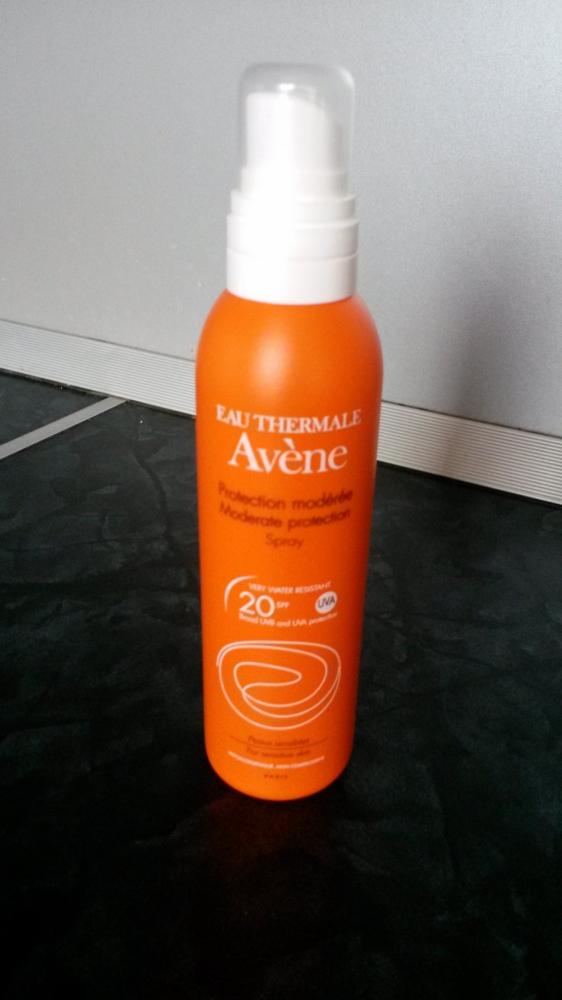 EAU THERMALE
Avène
Protection modérée
Moderate protection
Spray
VERY WATER RESISTANT
20 SPF UVA
Broad UVB and UVA protection
Peaux sensibles
For sensitive skin
PARIS